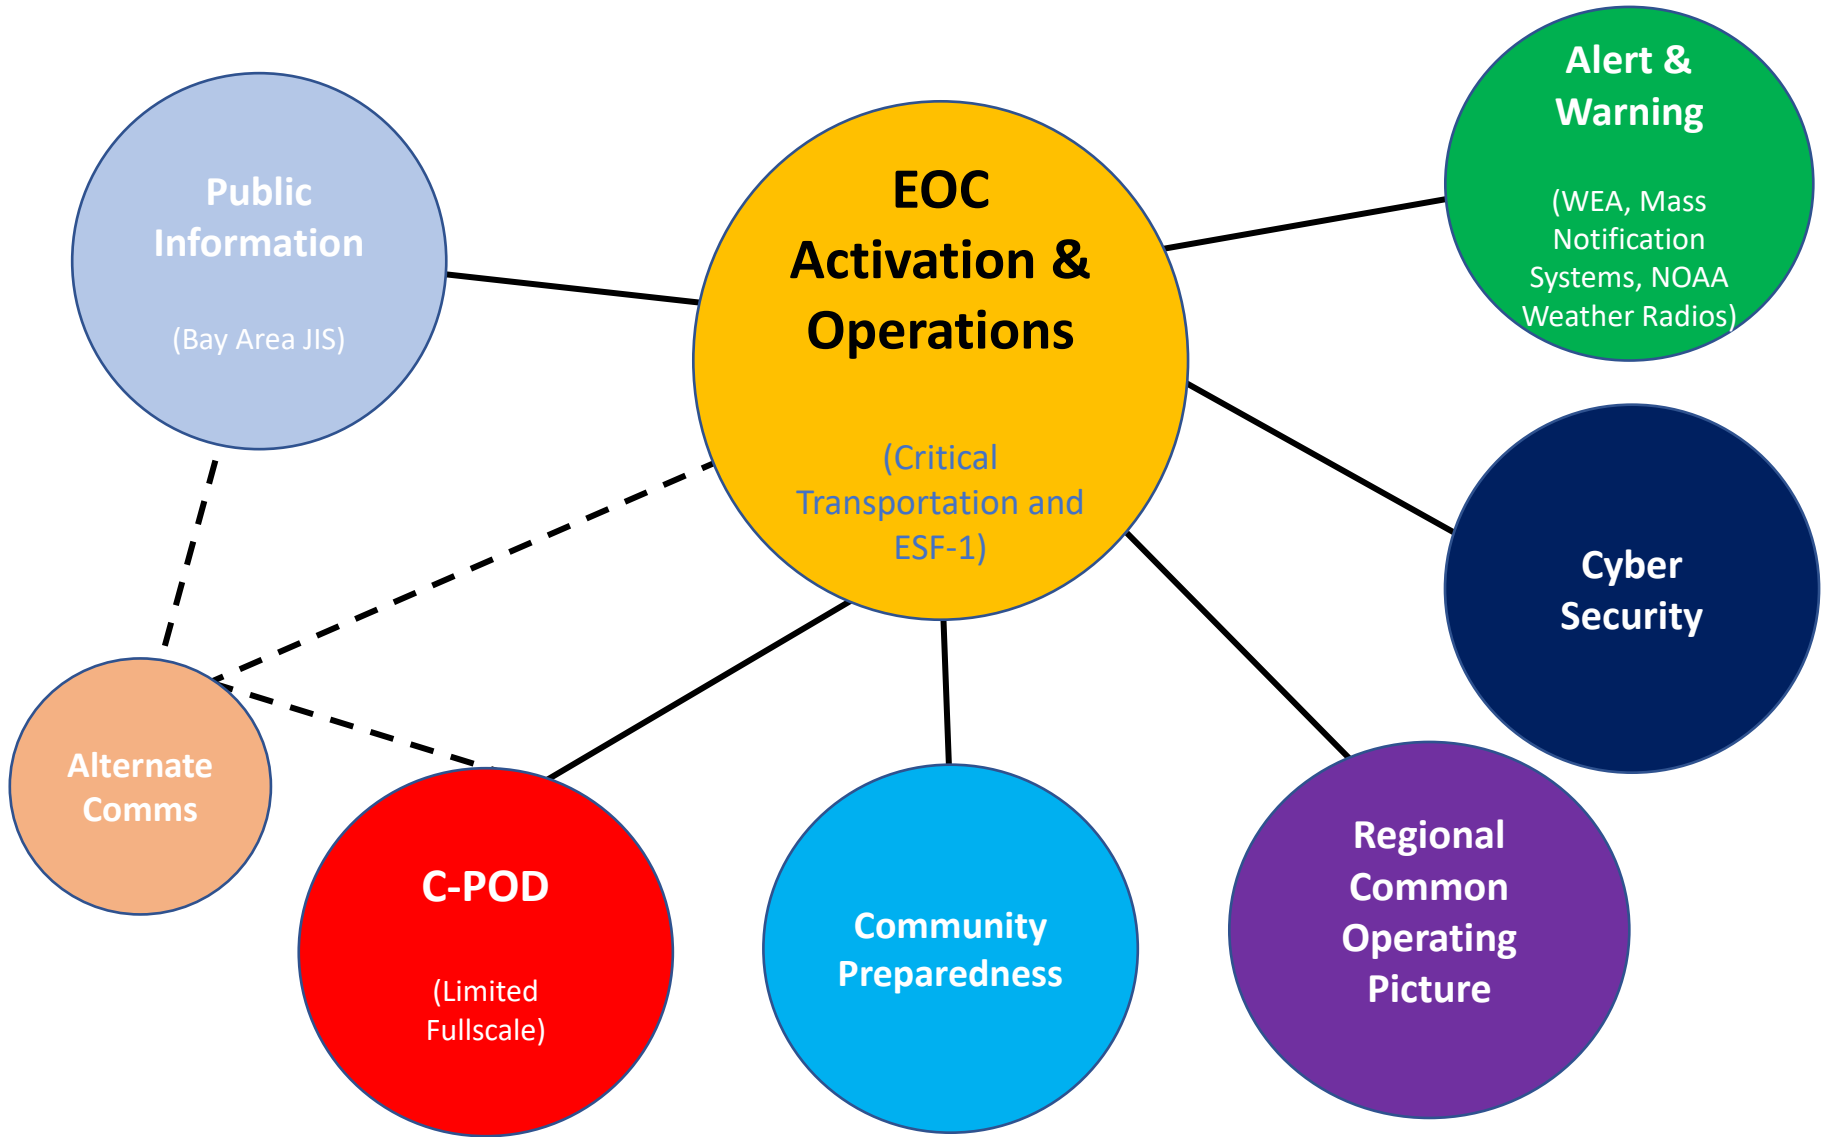 Public
Information
(Bay Area JIS)
EOC
Activation &
Operations
(Critical
Transportation and
ESF-1)
Alert &
Warning
(WEA, Mass
Notification
Systems, NOAA
Weather Radios)
Cyber
Security
Alternate
Comms
C-POD
(Limited
Fullscale)
Community
Preparedness
Regional
Common
Operating
Picture